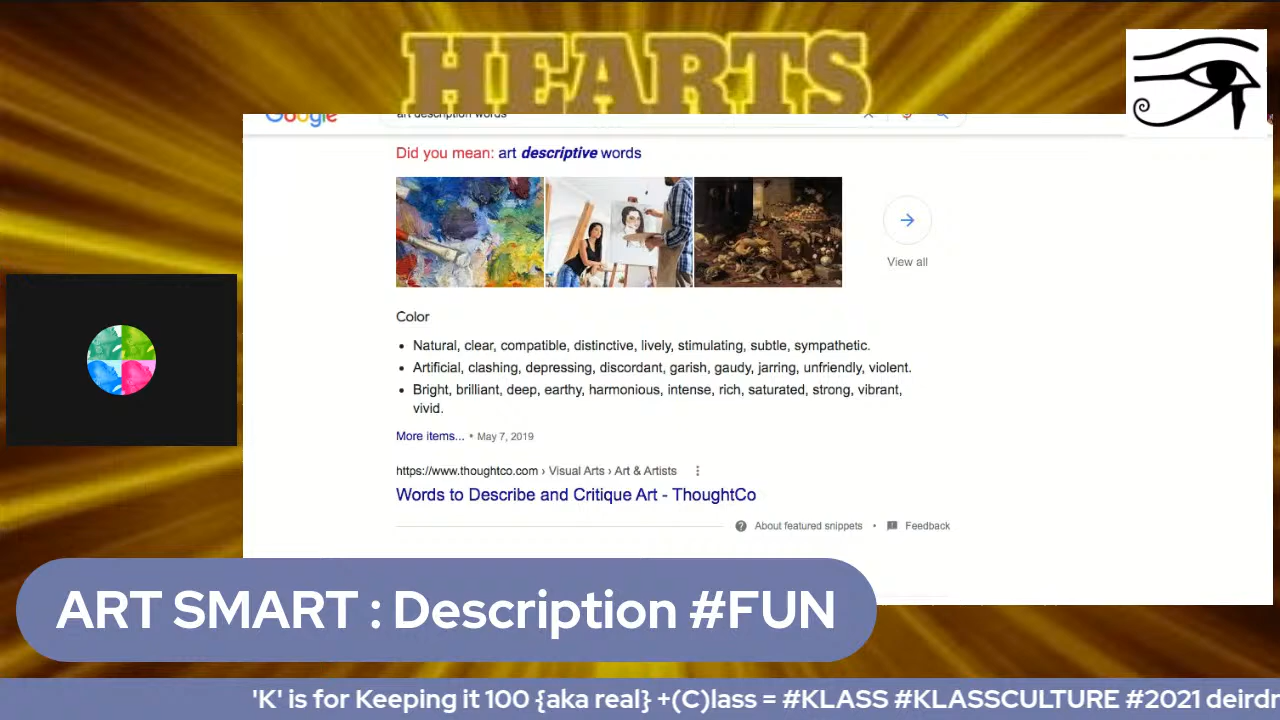 HEARTS
Google
art description words
Did you mean: art descriptive words
View all
Color
• Natural, clear, compatible, distinctive, lively, stimulating, subtle, sympathetic.
• Artificial, clashing, depressing, discordant, garish, gaudy, jarring, unfriendly, violent.
• Bright, brilliant, deep, earthy, harmonious, intense, rich, saturated, strong, vibrant,
vivid.
More items... • May 7, 2019
https://www.thoughtco.com › Visual Arts › Art & Artists
Words to Describe and Critique Art - ThoughtCo
About featured snippets • Feedback
ART SMART : Description #FUN
'K' is for Keeping it 100 {aka real} +(C)lass = #KLASS #KLASSCULTURE #2021 deirdr